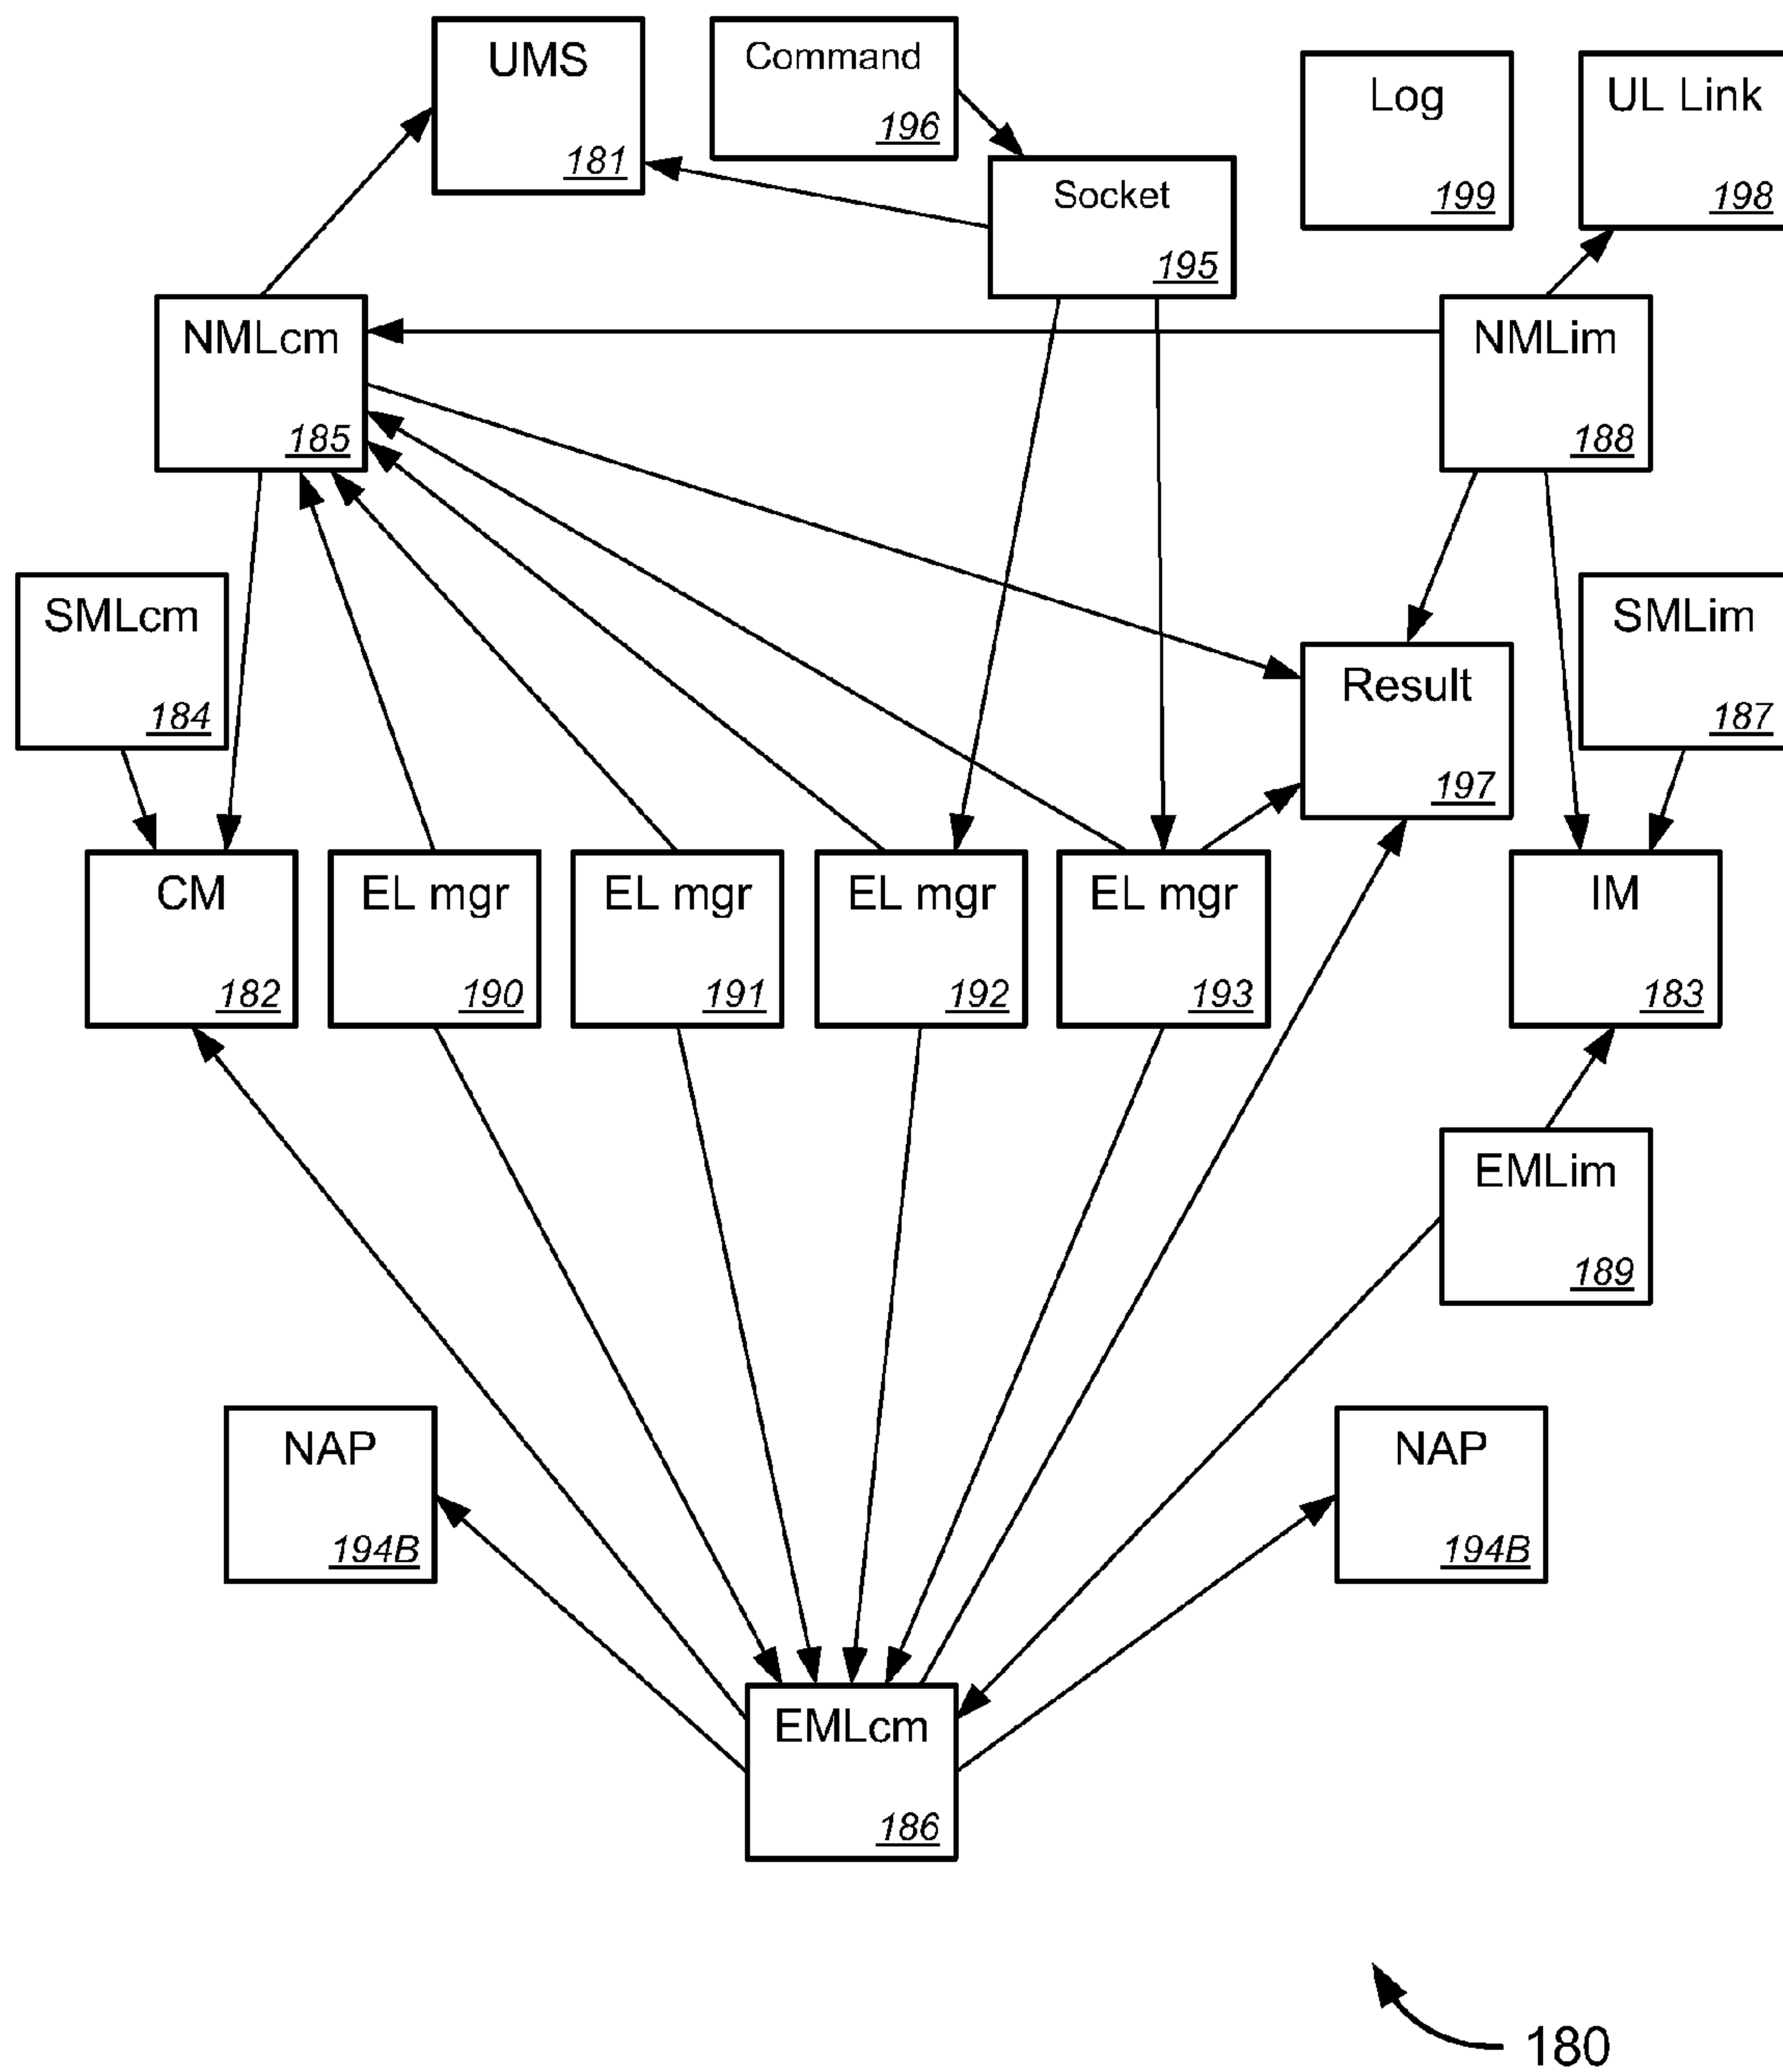 UMS
181
Command
196
Log
199
UL Link
198
Socket
195
NMLcm
185
NMLim
188
SMLcm
184
SMLim
187
Result
197
CM
182
EL mgr
190
EL mgr
191
EL mgr
192
EL mgr
193
IM
183
EMLim
189
NAP
194B
NAP
194B
EMLcm
186
180